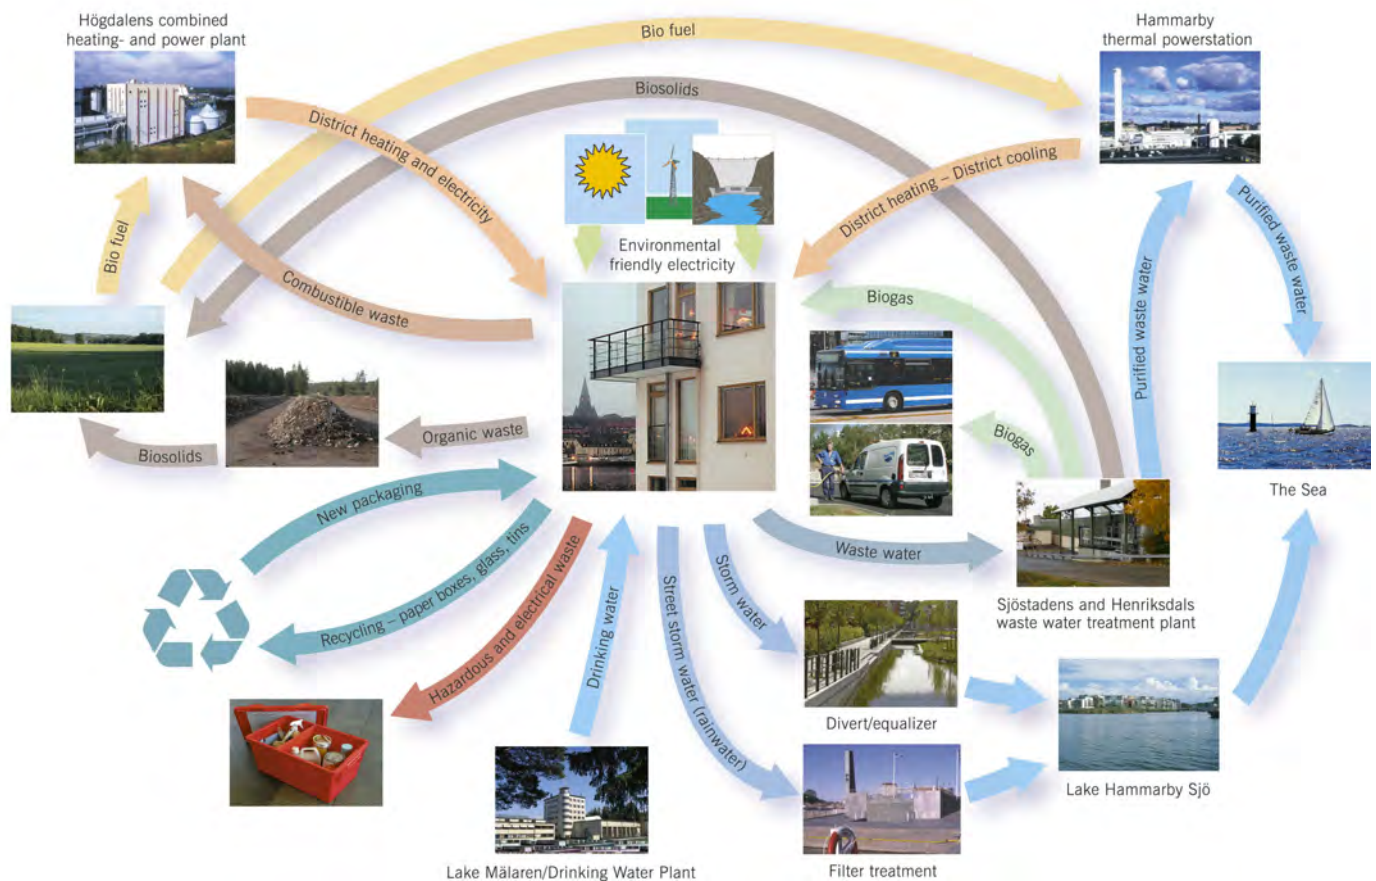 Högdalens combined
heating- and power plant
Hammarby
thermal powerstation
Bio fuel
Biosolids
District heating and electricity
District heating – District cooling
Environmental
friendly electricity
Bio fuel
Combustible waste
Biogas
Purified waste water
Purified waste water
Organic waste
Biosolids
Biogas
The Sea
New packaging
Recycling – paper boxes, glass, tins
Hazardous and electrical waste
Drinking water
Street storm water (rainwater)
Storm water
Waste water
Sjöstadens and Henriksdals
waste water treatment plant
Divert/equalizer
Lake Hammarby Sjö
Lake Mälaren/Drinking Water Plant
Filter treatment